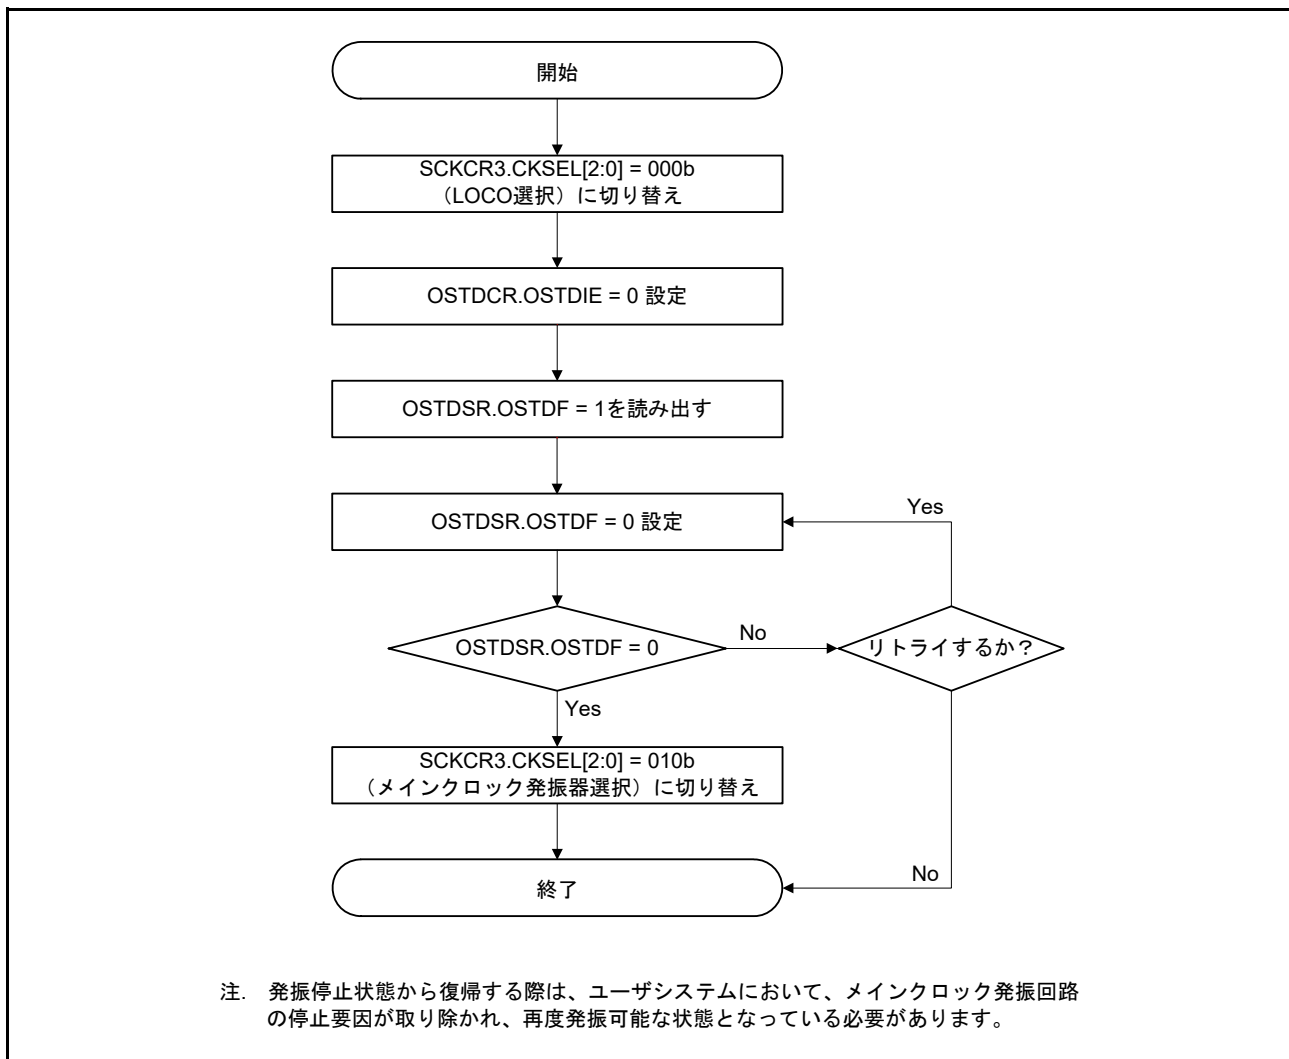 開始
SCKCR3.CKSEL[2:0] = 000b
（LOCO選択）に切り替え
OSTDCR.OSTDIE = 0 設定
OSTDSR.OSTDF = 1を読み出す
OSTDSR.OSTDF = 0 設定
Yes
OSTDSR.OSTDF = 0
No
リトライするか？
Yes
SCKCR3.CKSEL[2:0] = 010b
（メインクロック発振器選択）に切り替え
No
終了
注. 発振停止状態から復帰する際は、ユーザシステムにおいて、メインクロック発振回路
の停止要因が取り除かれ、再度発振可能な状態となっている必要があります。